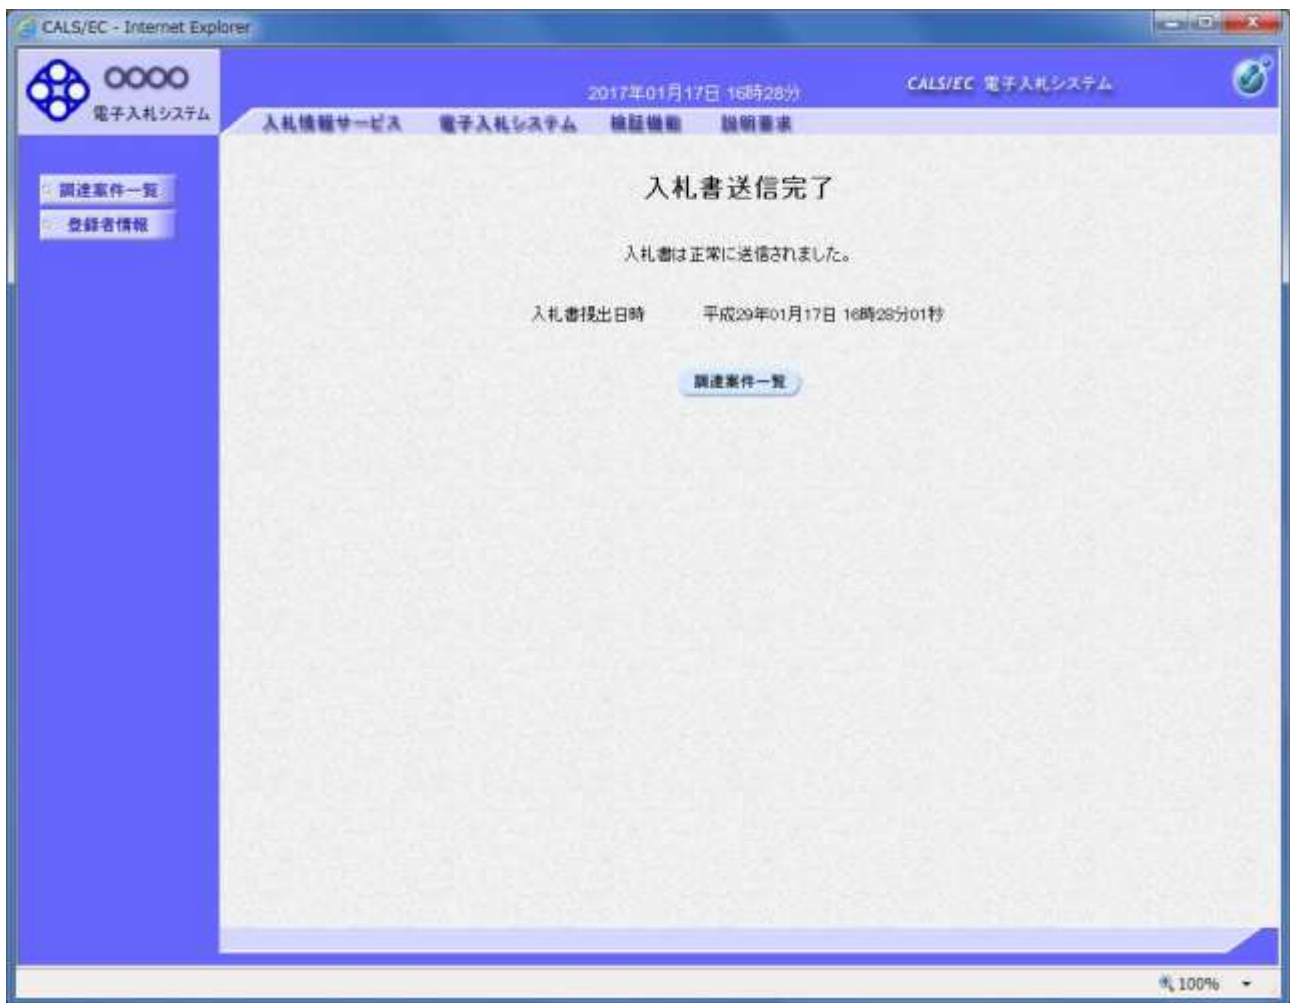 CALS/EC - Internet Explorer
OOOO
電子入札システム
2017年01月17日 16時28分
CALS/EC 電子入札システム
入札情報サービス 電子入札システム 検証機能 説明要求
調達案件一覧
登録者情報
入札書送信完了
入札書は正常に送信されました。
入札書提出日時 平成29年01月17日 16時28分01秒
調達案件一覧
100%